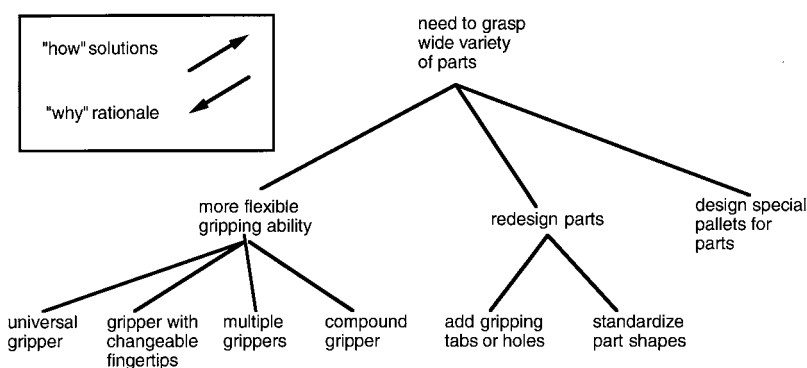 "how" solutions
"why" rationale
need to grasp
wide variety
of parts
more flexible
gripping ability
redesign parts
design special
pallets for
parts
universal
gripper
gripper with
changeable
fingertips
multiple
grippers
compound
gripper
add gripping
tabs or holes
standardize
part shapes